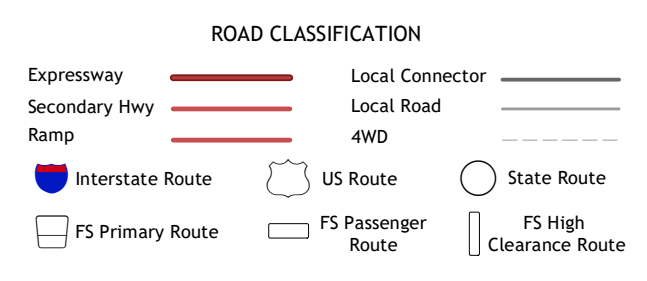 ROAD CLASSIFICATION
Expressway
Local Connector
Secondary Hwy
Local Road
Ramp
4WD
Interstate Route
US Route
State Route
FS Primary Route
FS Passenger
Route
FS High
Clearance Route